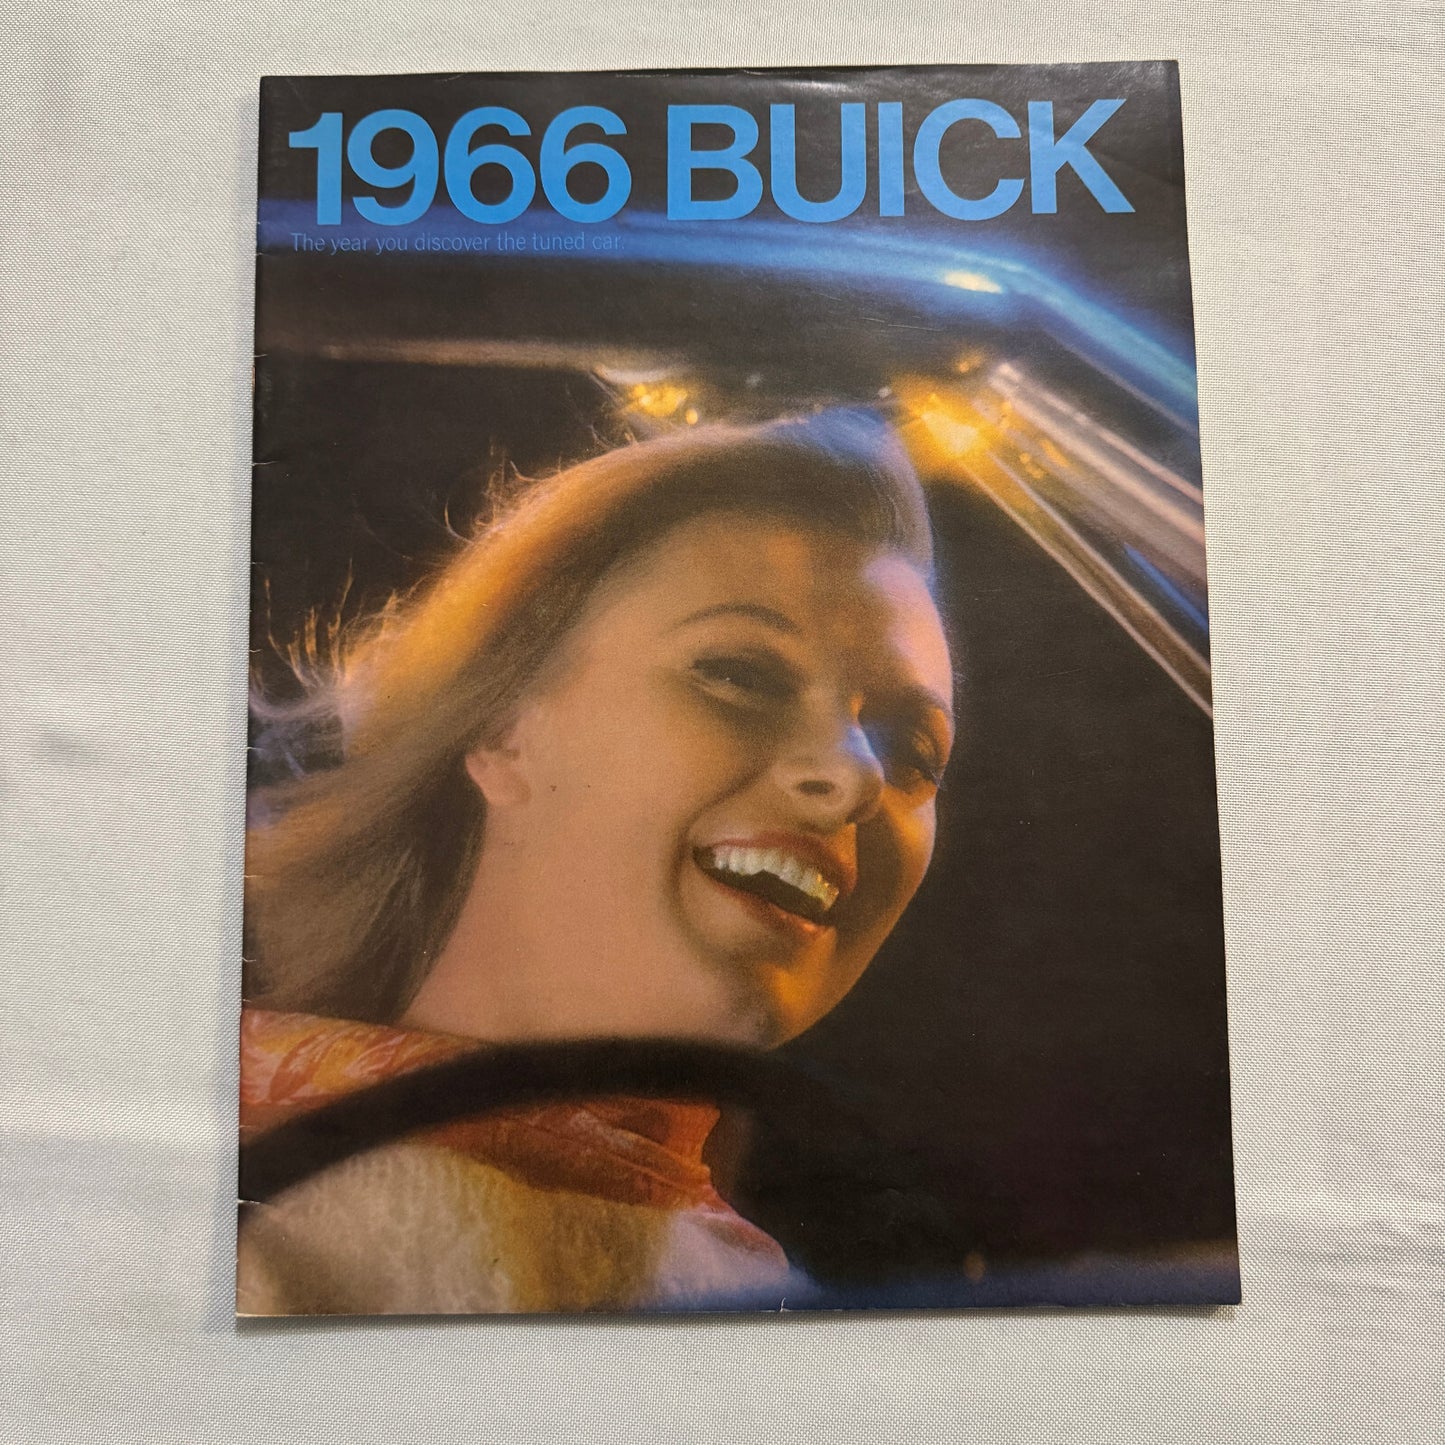 1966 BUICK
The year you discover the tuned car.